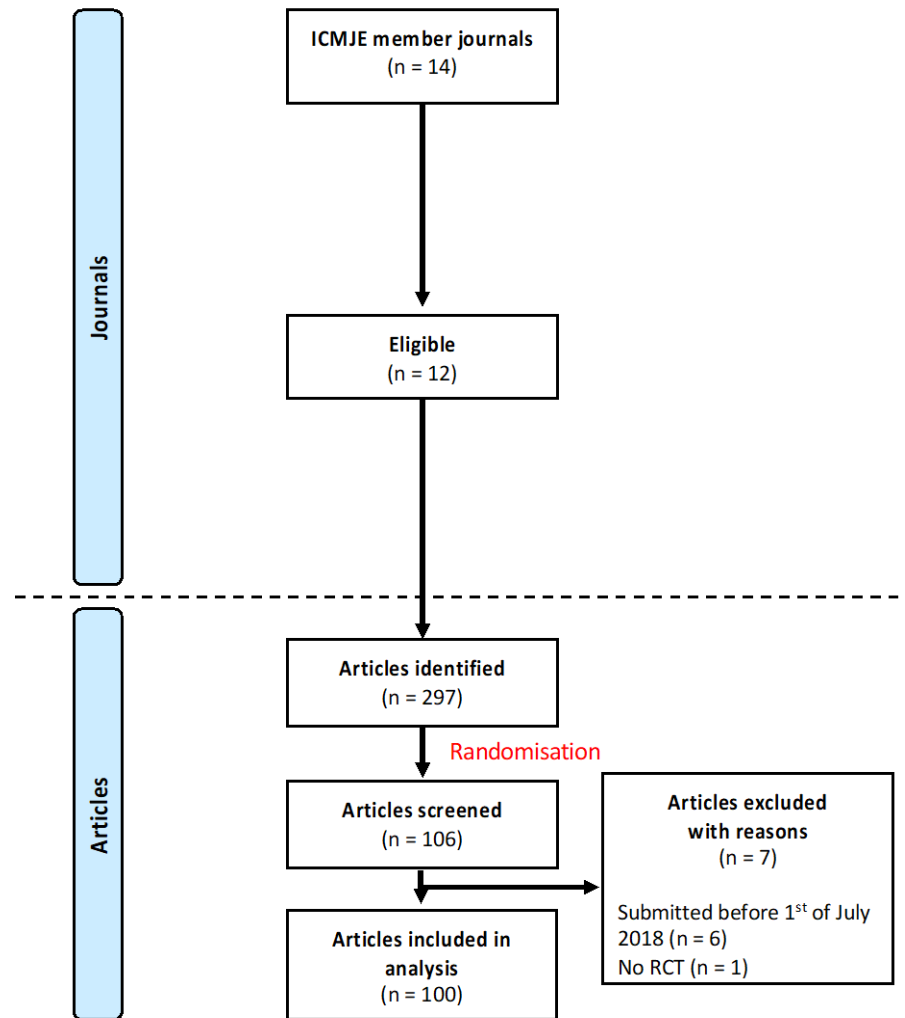 ICMJE member journals
(n = 14)
Journals
Eligible
(n = 12)
Articles identified
(n = 297)
Randomisation
Articles
Articles screened
(n = 106)
Articles excluded
with reasons
(n = 7)
Submitted before 1st of July
2018 (n = 6)
No RCT (n = 1)
Articles included in
analysis
(n = 100)